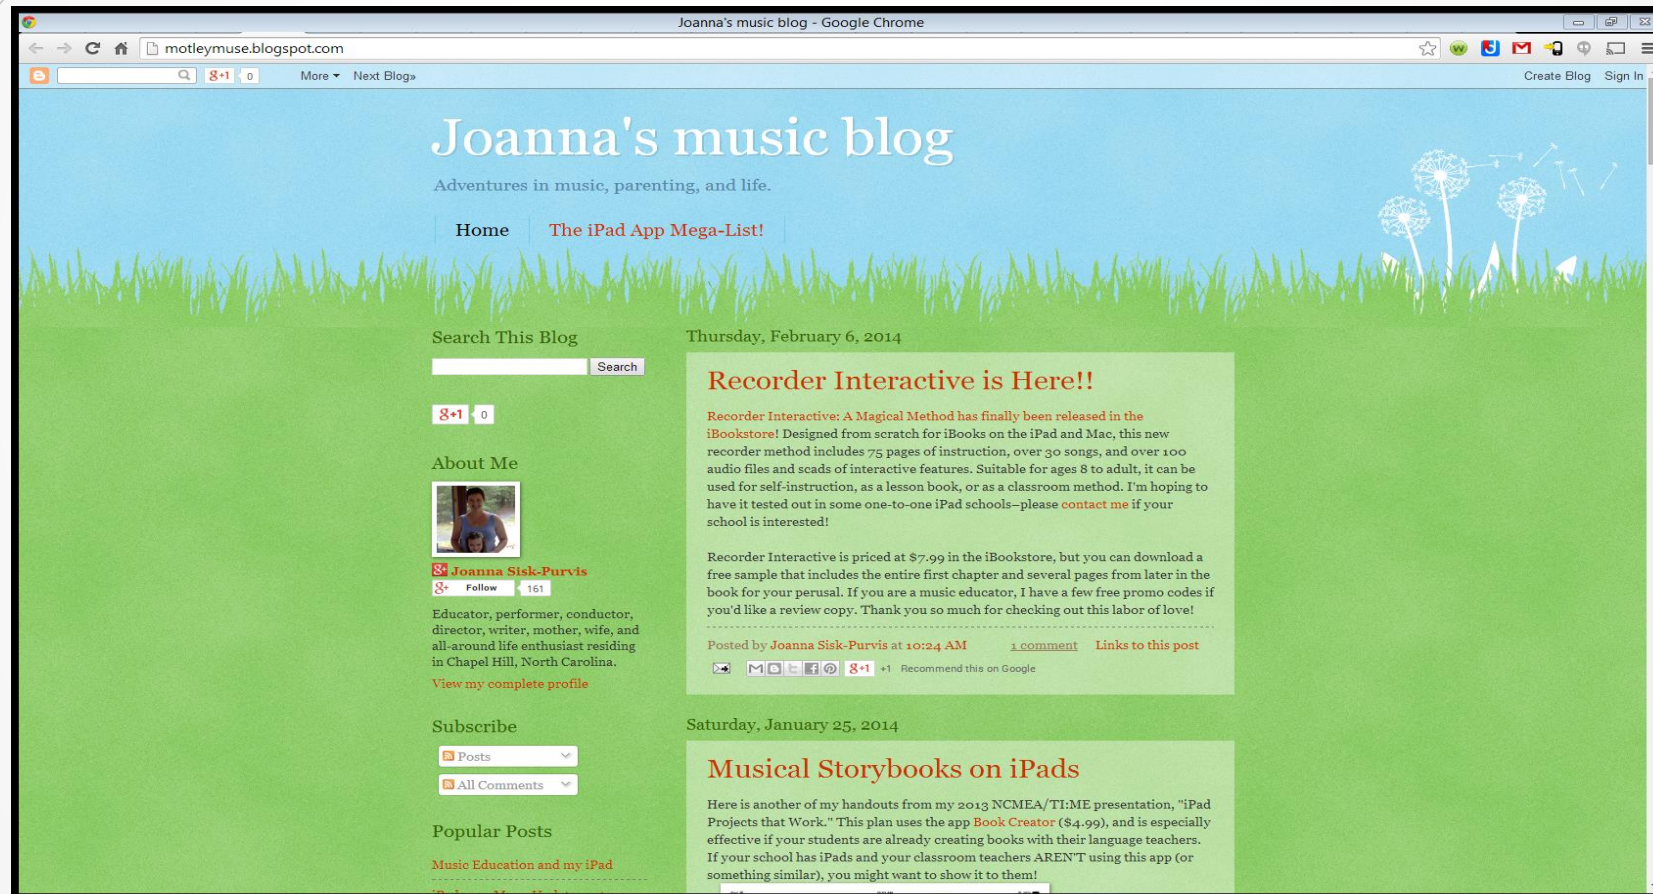 Joanna's music blog - Google Chrome
motleymuse.blogspot.com
g+1 0 More Next Blog» Create Blog Sign In
Joanna's music blog
Adventures in music, parenting, and life.
Home The iPad App Mega-List!
Search This Blog
Search
g+1 0
About Me
Joanna Sisk-Purvis
Follow 161
Educator, performer, conductor,
director, writer, mother, wife, and
all-around life enthusiast residing
in Chapel Hill, North Carolina.
View my complete profile
Subscribe
Posts
All Comments
Popular Posts
Music Education and my iPad
Thursday, February 6, 2014
Recorder Interactive is Here!!
Recorder Interactive: A Magical Method has finally been released in the
iBookstore! Designed from scratch for iBooks on the iPad and Mac, this new
recorder method includes 75 pages of instruction, over 30 songs, and over 100
audio files and scads of interactive features. Suitable for ages 8 to adult, it can be
used for self-instruction, as a lesson book, or as a classroom method. I'm hoping to
have it tested out in some one-to-one iPad schools–please contact me if your
school is interested!
Recorder Interactive is priced at $7.99 in the iBookstore, but you can download a
free sample that includes the entire first chapter and several pages from later in the
book for your perusal. If you are a music educator, I have a few free promo codes if
you'd like a review copy. Thank you so much for checking out this labor of love!
Posted by Joanna Sisk-Purvis at 10:24 AM 1 comment Links to this post
g+1 +1 Recommend this on Google
Saturday, January 25, 2014
Musical Storybooks on iPads
Here is another of my handouts from my 2013 NCMEA/TI:ME presentation, "iPad
Projects that Work." This plan uses the app Book Creator ($4.99), and is especially
effective if your students are already creating books with their language teachers.
If your school has iPads and your classroom teachers AREN'T using this app (or
something similar), you might want to show it to them!